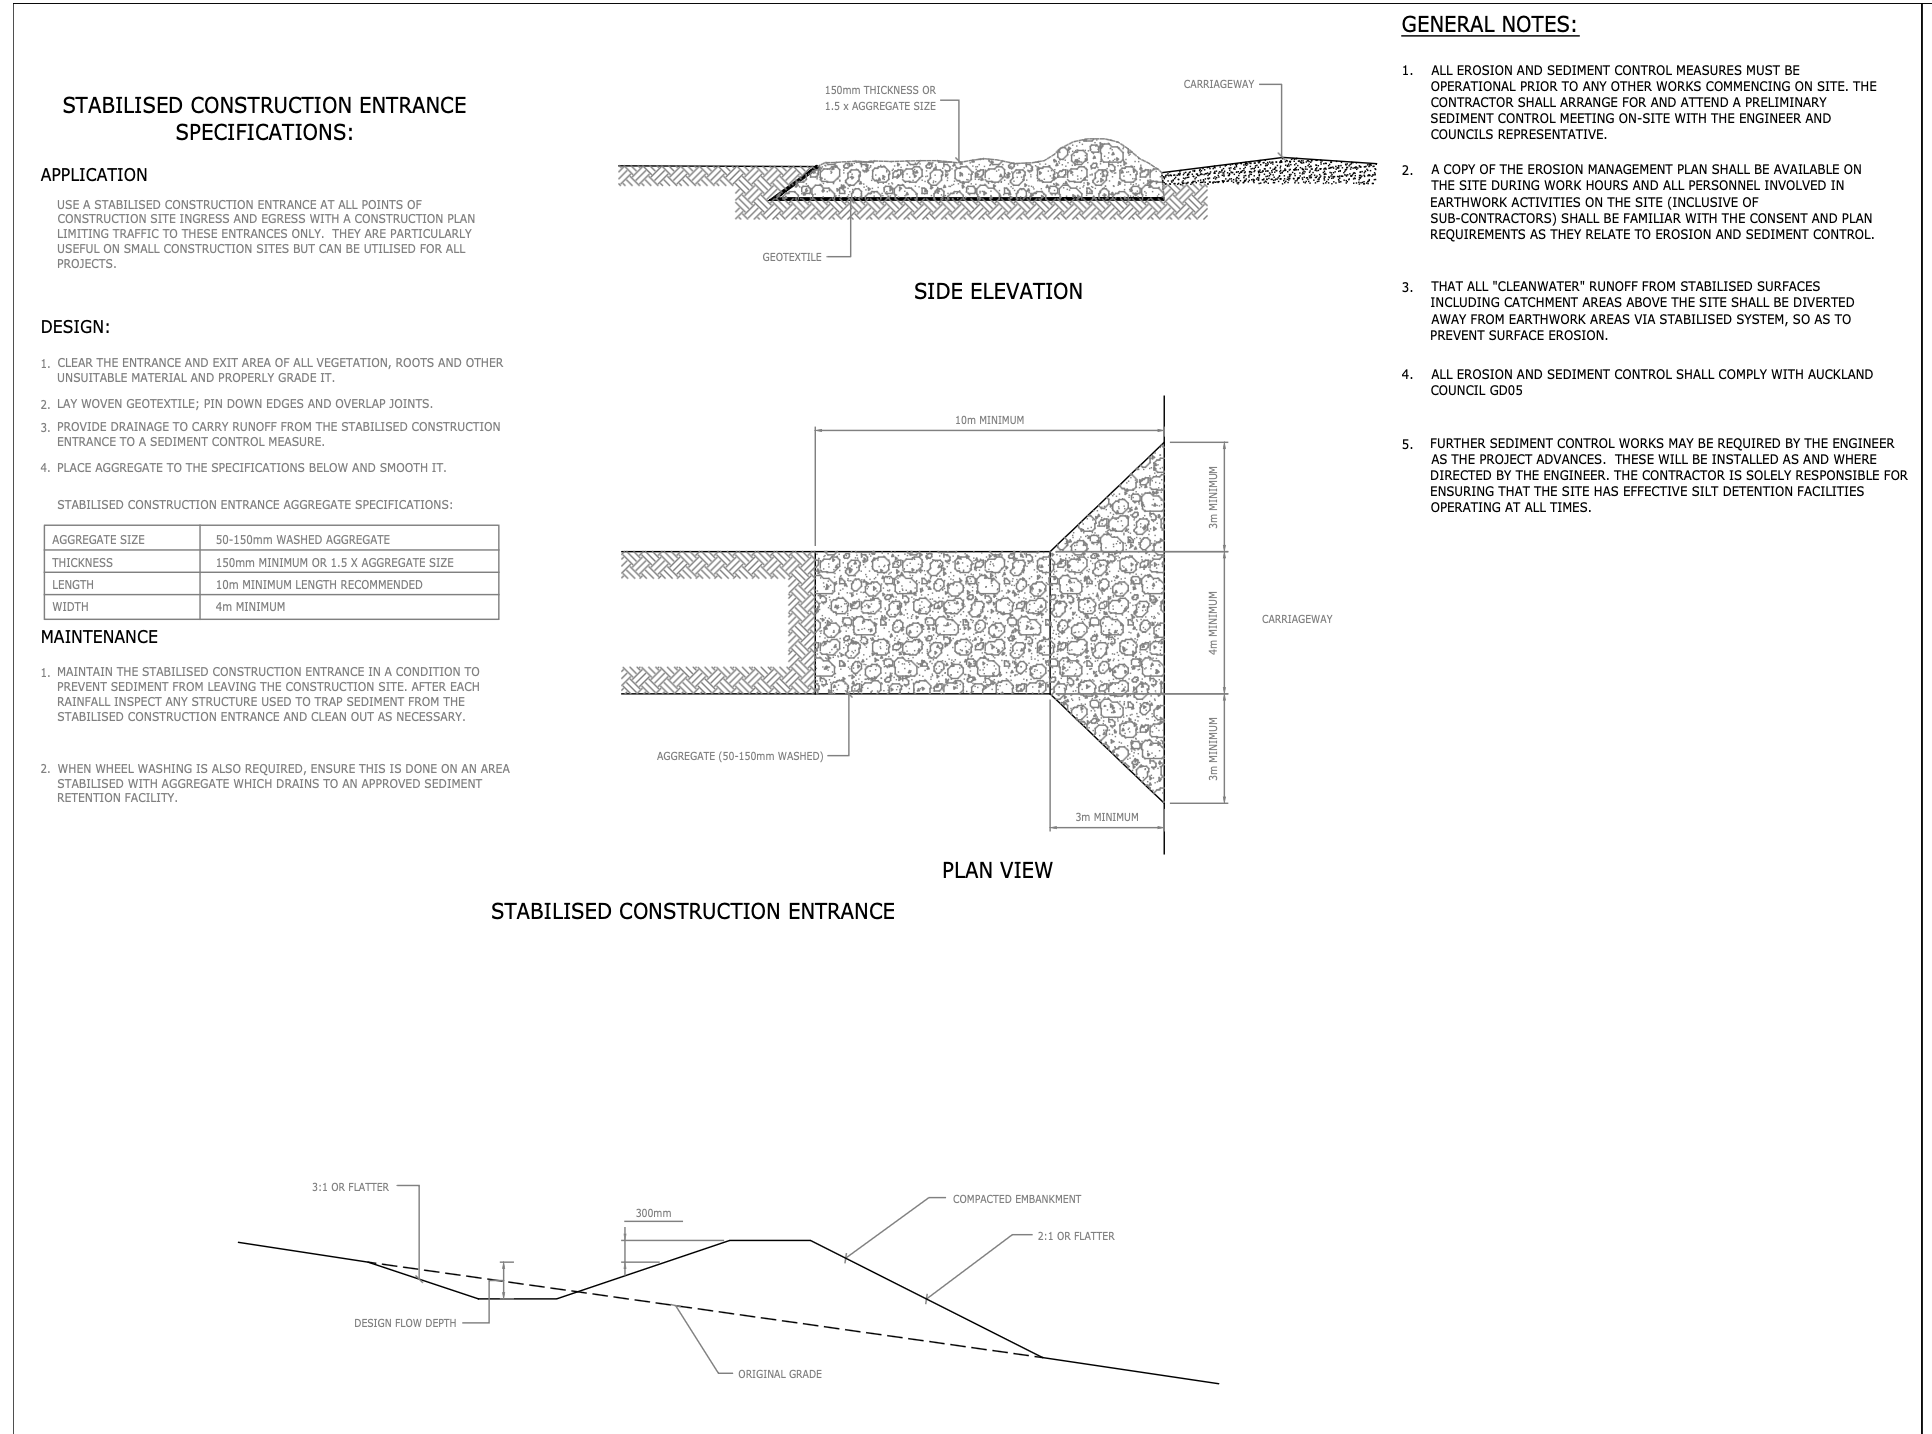 STABILISED CONSTRUCTION ENTRANCE
SPECIFICATIONS:
APPLICATION
USE A STABILISED CONSTRUCTION ENTRANCE AT ALL POINTS OF
CONSTRUCTION SITE INGRESS AND EGRESS WITH A CONSTRUCTION PLAN
LIMITING TRAFFIC TO THESE ENTRANCES ONLY. THEY ARE PARTICULARLY
USEFUL ON SMALL CONSTRUCTION SITES BUT CAN BE UTILISED FOR ALL
PROJECTS.
DESIGN:
1. CLEAR THE ENTRANCE AND EXIT AREA OF ALL VEGETATION, ROOTS AND OTHER
UNSUITABLE MATERIAL AND PROPERLY GRADE IT.
2. LAY WOVEN GEOTEXTILE; PIN DOWN EDGES AND OVERLAP JOINTS.
3. PROVIDE DRAINAGE TO CARRY RUNOFF FROM THE STABILISED CONSTRUCTION
ENTRANCE TO A SEDIMENT CONTROL MEASURE.
4. PLACE AGGREGATE TO THE SPECIFICATIONS BELOW AND SMOOTH IT.
STABILISED CONSTRUCTION ENTRANCE AGGREGATE SPECIFICATIONS:
AGGREGATE SIZE 50-150mm WASHED AGGREGATE
THICKNESS 150mm MINIMUM OR 1.5 X AGGREGATE SIZE
LENGTH 10m MINIMUM LENGTH RECOMMENDED
WIDTH 4m MINIMUM
MAINTENANCE
1. MAINTAIN THE STABILISED CONSTRUCTION ENTRANCE IN A CONDITION TO
PREVENT SEDIMENT FROM LEAVING THE CONSTRUCTION SITE. AFTER EACH
RAINFALL INSPECT ANY STRUCTURE USED TO TRAP SEDIMENT FROM THE
STABILISED CONSTRUCTION ENTRANCE AND CLEAN OUT AS NECESSARY.
2. WHEN WHEEL WASHING IS ALSO REQUIRED, ENSURE THIS IS DONE ON AN AREA
STABILISED WITH AGGREGATE WHICH DRAINS TO AN APPROVED SEDIMENT
RETENTION FACILITY.
150mm THICKNESS OR
1.5 x AGGREGATE SIZE
CARRIAGEWAY
GEOTEXTILE
SIDE ELEVATION
10m MINIMUM
3m MINIMUM
4m MINIMUM
CARRIAGEWAY
3m MINIMUM
AGGREGATE (50-150mm WASHED)
3m MINIMUM
PLAN VIEW
STABILISED CONSTRUCTION ENTRANCE
GENERAL NOTES:
1. ALL EROSION AND SEDIMENT CONTROL MEASURES MUST BE
OPERATIONAL PRIOR TO ANY OTHER WORKS COMMENCING ON SITE. THE
CONTRACTOR SHALL ARRANGE FOR AND ATTEND A PRELIMINARY
SEDIMENT CONTROL MEETING ON-SITE WITH THE ENGINEER AND
COUNCILS REPRESENTATIVE.
2. A COPY OF THE EROSION MANAGEMENT PLAN SHALL BE AVAILABLE ON
THE SITE DURING WORK HOURS AND ALL PERSONNEL INVOLVED IN
EARTHWORK ACTIVITIES ON THE SITE (INCLUSIVE OF
SUB-CONTRACTORS) SHALL BE FAMILIAR WITH THE CONSENT AND PLAN
REQUIREMENTS AS THEY RELATE TO EROSION AND SEDIMENT CONTROL.
3. THAT ALL "CLEANWATER" RUNOFF FROM STABILISED SURFACES
INCLUDING CATCHMENT AREAS ABOVE THE SITE SHALL BE DIVERTED
AWAY FROM EARTHWORK AREAS VIA STABILISED SYSTEM, SO AS TO
PREVENT SURFACE EROSION.
4. ALL EROSION AND SEDIMENT CONTROL SHALL COMPLY WITH AUCKLAND
COUNCIL GD05
5. FURTHER SEDIMENT CONTROL WORKS MAY BE REQUIRED BY THE ENGINEER
AS THE PROJECT ADVANCES. THESE WILL BE INSTALLED AS AND WHERE
DIRECTED BY THE ENGINEER. THE CONTRACTOR IS SOLELY RESPONSIBLE FOR
ENSURING THAT THE SITE HAS EFFECTIVE SILT DETENTION FACILITIES
OPERATING AT ALL TIMES.
3:1 OR FLATTER
300mm
COMPACTED EMBANKMENT
2:1 OR FLATTER
DESIGN FLOW DEPTH
ORIGINAL GRADE